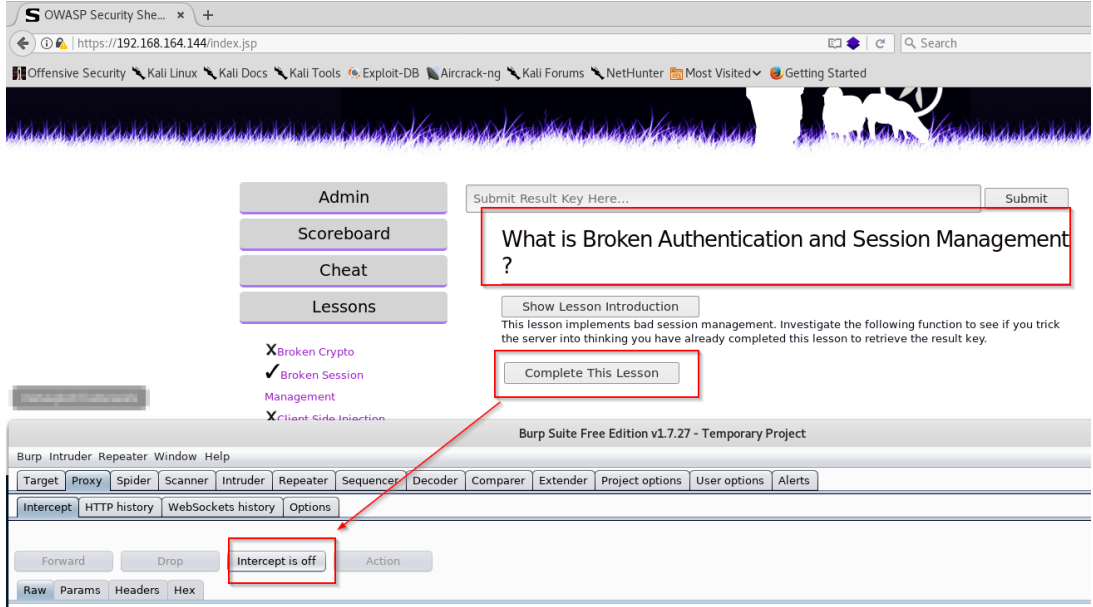 S OWASP Security She... × +
https://192.168.164.144/index.jsp
Search
Offensive Security Kali Linux Kali Docs Kali Tools Exploit-DB Aircrack-ng Kali Forums NetHunter Most Visited Getting Started
Admin
Scoreboard
Cheat
Lessons
X Broken Crypto
✓ Broken Session
Management
X Client Side Injection
Submit Result Key Here...
Submit
What is Broken Authentication and Session Management
?
Show Lesson Introduction
This lesson implements bad session management. Investigate the following function to see if you trick
the server into thinking you have already completed this lesson to retrieve the result key.
Complete This Lesson
Burp Suite Free Edition v1.7.27 - Temporary Project
Burp Intruder Repeater Window Help
Target Proxy Spider Scanner Intruder Repeater Sequencer Decoder Comparer Extender Project options User options Alerts
Intercept HTTP history WebSockets history Options
Forward Drop Intercept is off Action
Raw Params Headers Hex